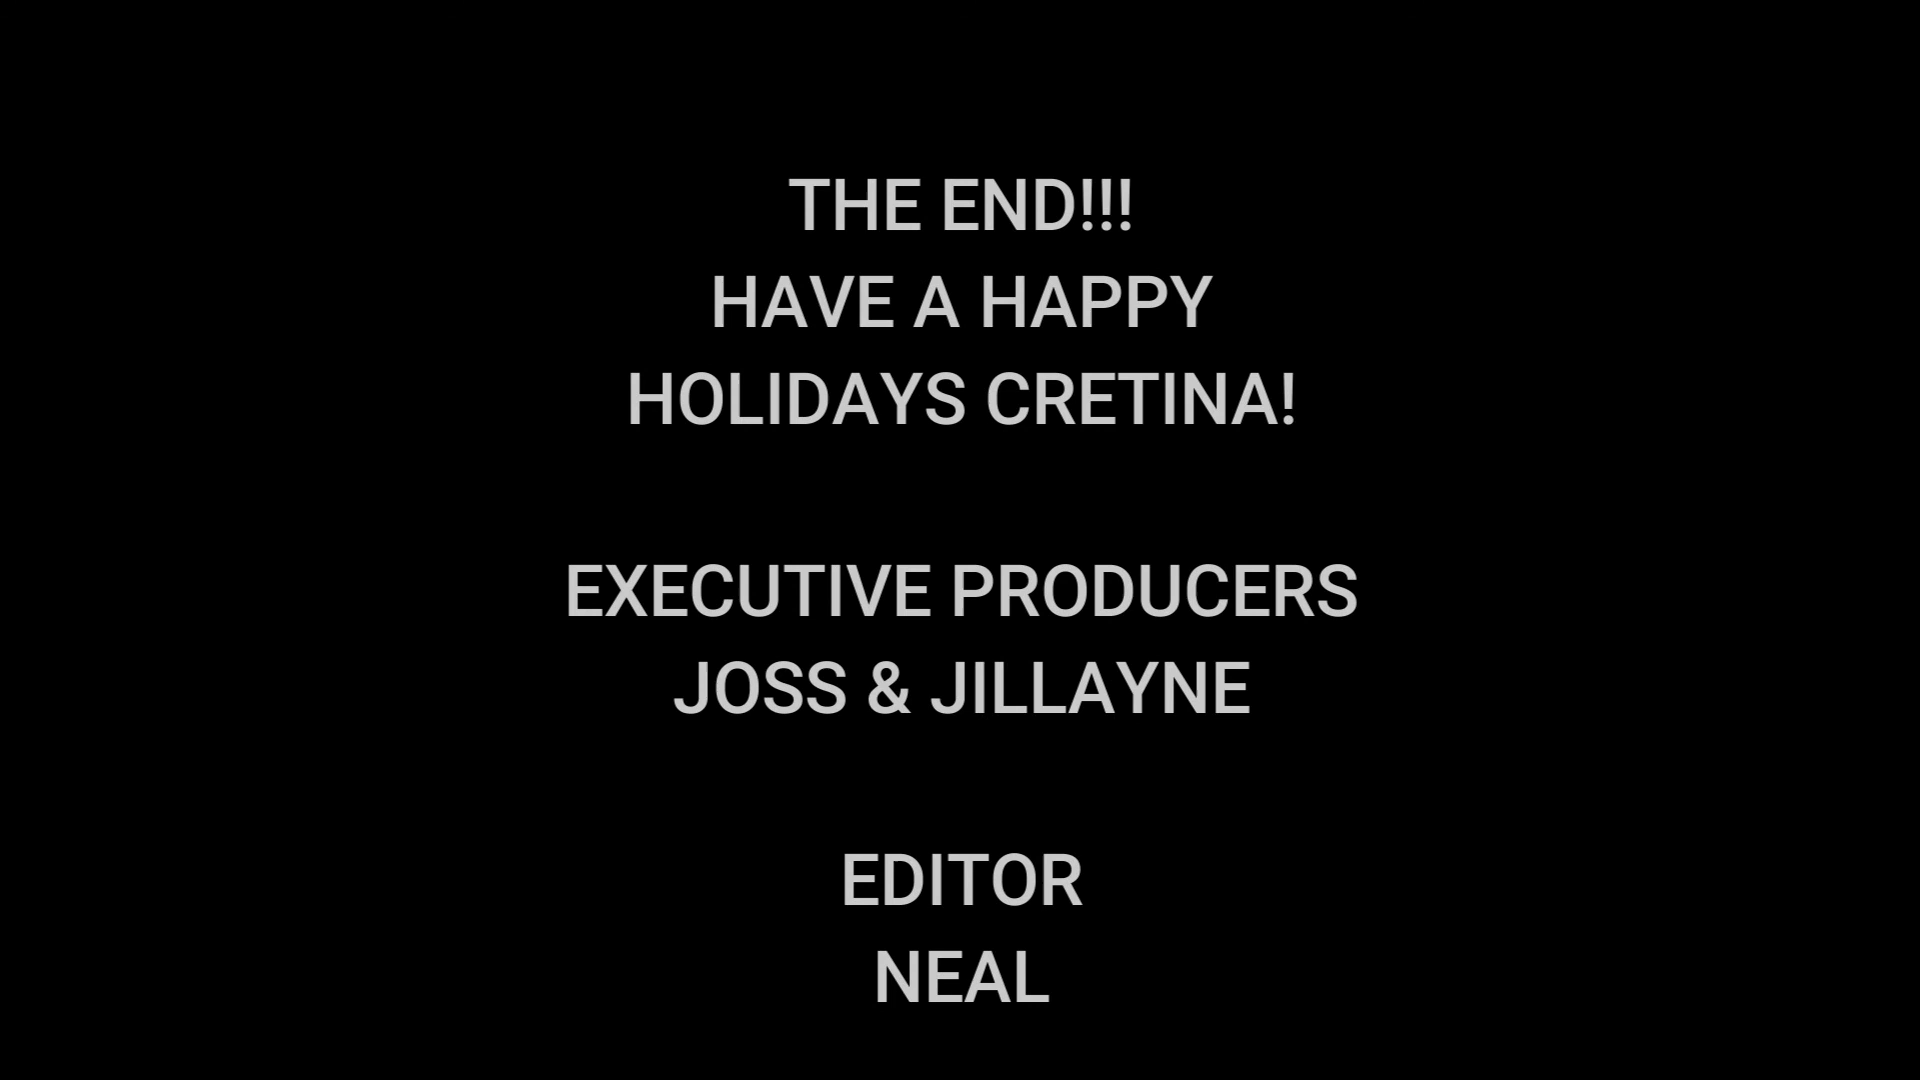 THE END!!!
HAVE A HAPPY
HOLIDAYS CRETINA!
EXECUTIVE PRODUCERS
JOSS & JILLAYNE
EDITOR
NEAL